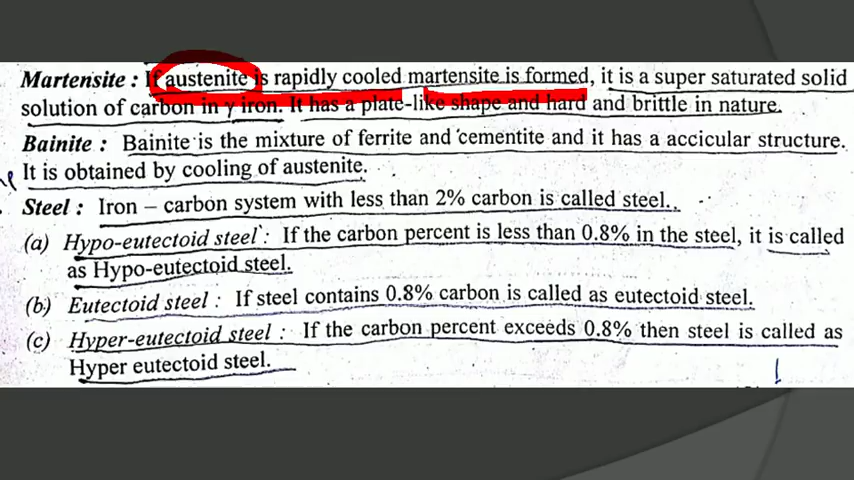 Martensite : If austenite is rapidly cooled martensite is formed, it is a super saturated solid
solution of carbon in γ iron. It has a plate-like shape and hard and brittle in nature.
Bainite : Bainite is the mixture of ferrite and cementite and it has a accicular structure.
It is obtained by cooling of austenite.
Steel : Iron – carbon system with less than 2% carbon is called steel.
(a) Hypo-eutectoid steel : If the carbon percent is less than 0.8% in the steel, it is called
as Hypo-eutectoid steel.
(b) Eutectoid steel : If steel contains 0.8% carbon is called as eutectoid steel.
(c) Hyper-eutectoid steel : If the carbon percent exceeds 0.8% then steel is called as
Hyper eutectoid steel.